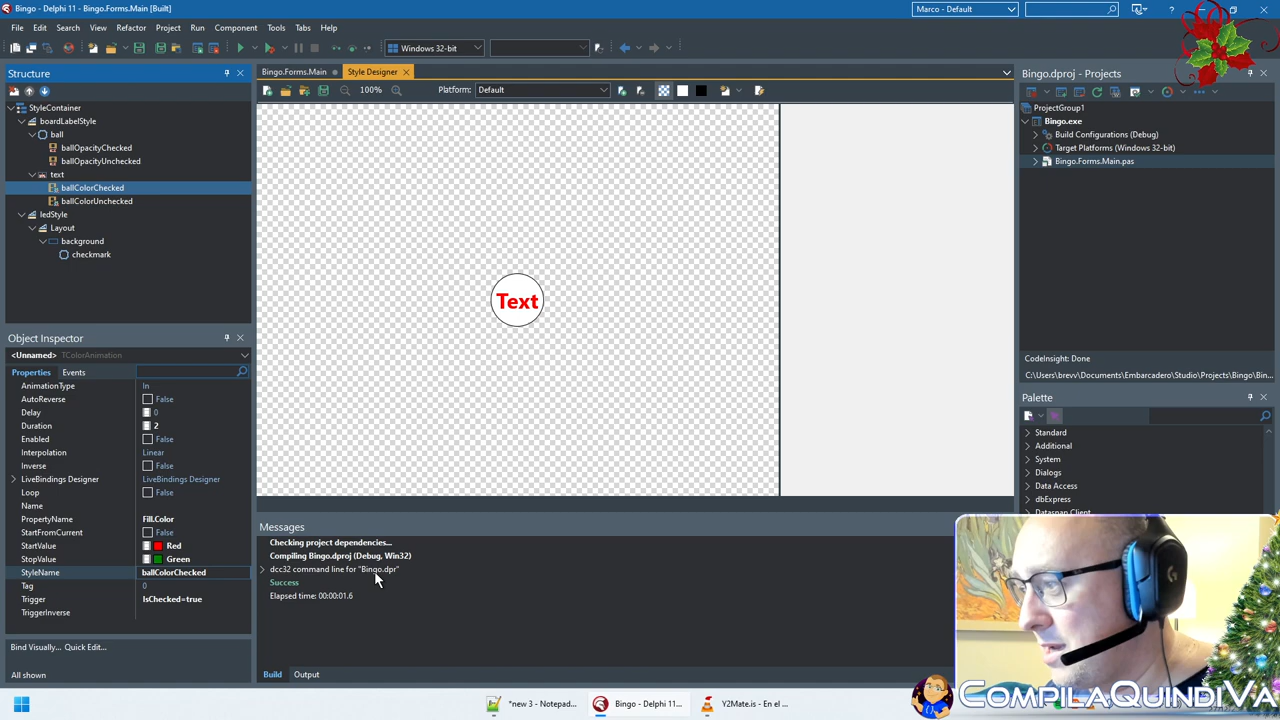 Bingo - Delphi 11 - Bingo.Forms.Main [Built]
Marco - Default
File Edit Search View Refactor Project Run Component Tools Tabs Help
Windows 32-bit
Structure
StyleContainer
boardLabelStyle
ball
ballOpacityChecked
ballOpacityUnchecked
text
ballColorChecked
ballColorUnchecked
ledStyle
Layout
background
checkmark
Object Inspector
<Unnamed> TColorAnimation
Properties Events
AnimationType In
AutoReverse False
Delay 0
Duration 2
Enabled False
Interpolation Linear
Inverse False
LiveBindings Designer LiveBindings Designer
Loop False
Name
PropertyName Fill.Color
StartFromCurrent False
StartValue Red
StopValue Green
StyleName ballColorChecked
Tag 0
Trigger IsChecked=true
TriggerInverse
Bind Visually... Quick Edit...
All shown
Bingo.Forms.Main Style Designer
100% Platform: Default
Text
Messages
Checking project dependencies...
Compiling Bingo.dproj (Debug, Win32)
dcc32 command line for "Bingo.dpr"
Success
Elapsed time: 00:00:01.6
Build Output
Bingo.dproj - Projects
ProjectGroup1
Bingo.exe
Build Configurations (Debug)
Target Platforms (Windows 32-bit)
Bingo.Forms.Main.pas
CodeInsight: Done
C:\Users\brevv\Documents\Embarcadero\Studio\Projects\Bingo\Bin...
Palette
Standard
Additional
System
Dialogs
Data Access
dbExpress
Datasnap Client
CompilaQuindiVa
*new 3 - Notepad...
Bingo - Delphi 11...
Y2Mate.is - En el ...